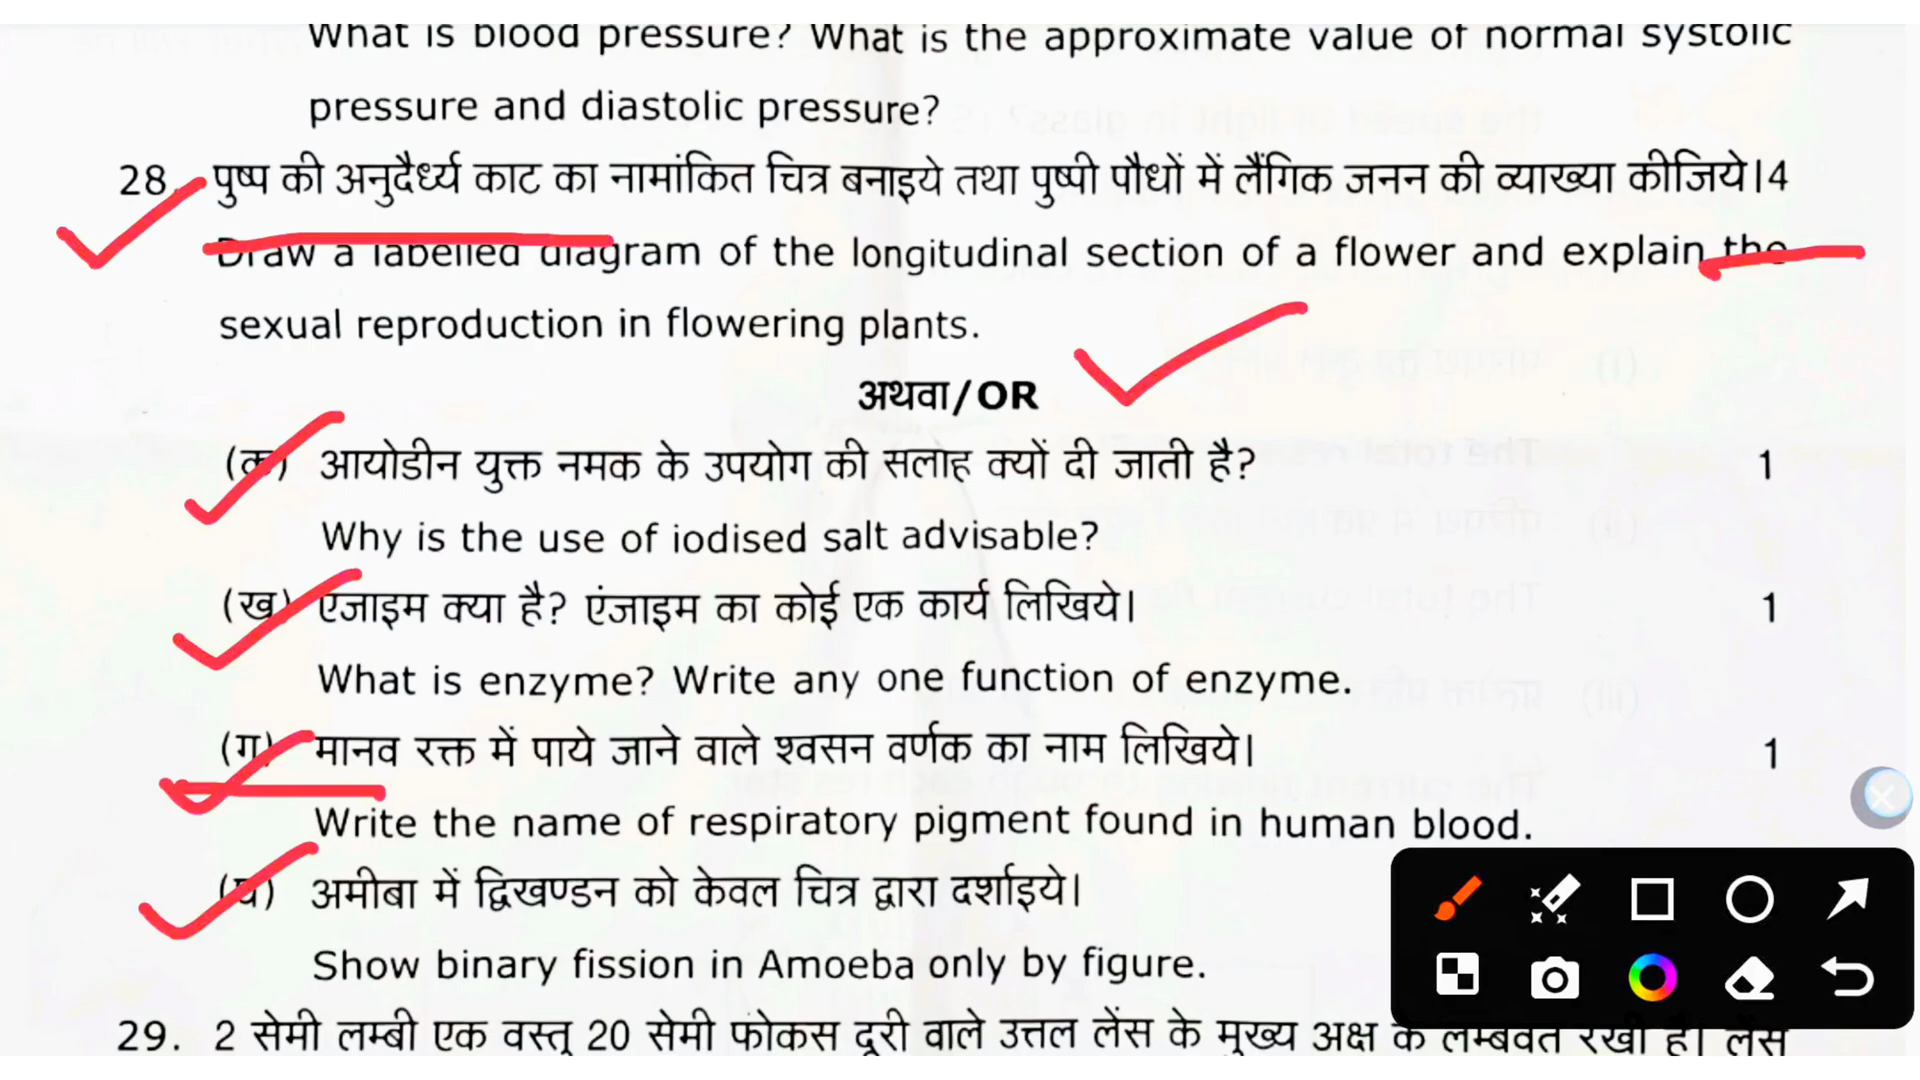 What is blood pressure? What is the approximate value of normal systolic
pressure and diastolic pressure?
28. पुष्प की अनुदैर्ध्य काट का नामांकित चित्र बनाइये तथा पुष्पी पौधों में लैंगिक जनन की व्याख्या कीजिये।4
Draw a labelled diagram of the longitudinal section of a flower and explain the
sexual reproduction in flowering plants.
अथवा/OR
(क) आयोडीन युक्त नमक के उपयोग की सलाह क्यों दी जाती है? 1
Why is the use of iodised salt advisable?
(ख) एंजाइम क्या है? एंजाइम का कोई एक कार्य लिखिये। 1
What is enzyme? Write any one function of enzyme.
(ग) मानव रक्त में पाये जाने वाले श्वसन वर्णक का नाम लिखिये। 1
Write the name of respiratory pigment found in human blood.
(घ) अमीबा में द्विखण्डन को केवल चित्र द्वारा दर्शाइये।
Show binary fission in Amoeba only by figure.
29. 2 सेमी लम्बी एक वस्तु 20 सेमी फोकस दूरी वाले उत्तल लेंस के मुख्य अक्ष के लम्बवत रखी है। लेंस